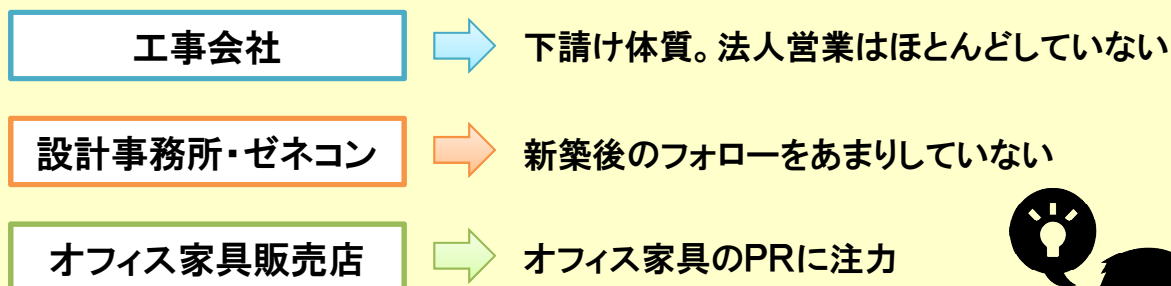 工事会社 下請け体質。法人営業はほとんどしていない
設計事務所・ゼネコン 新築後のフォローをあまりしていない
オフィス家具販売店 オフィス家具のPRに注力